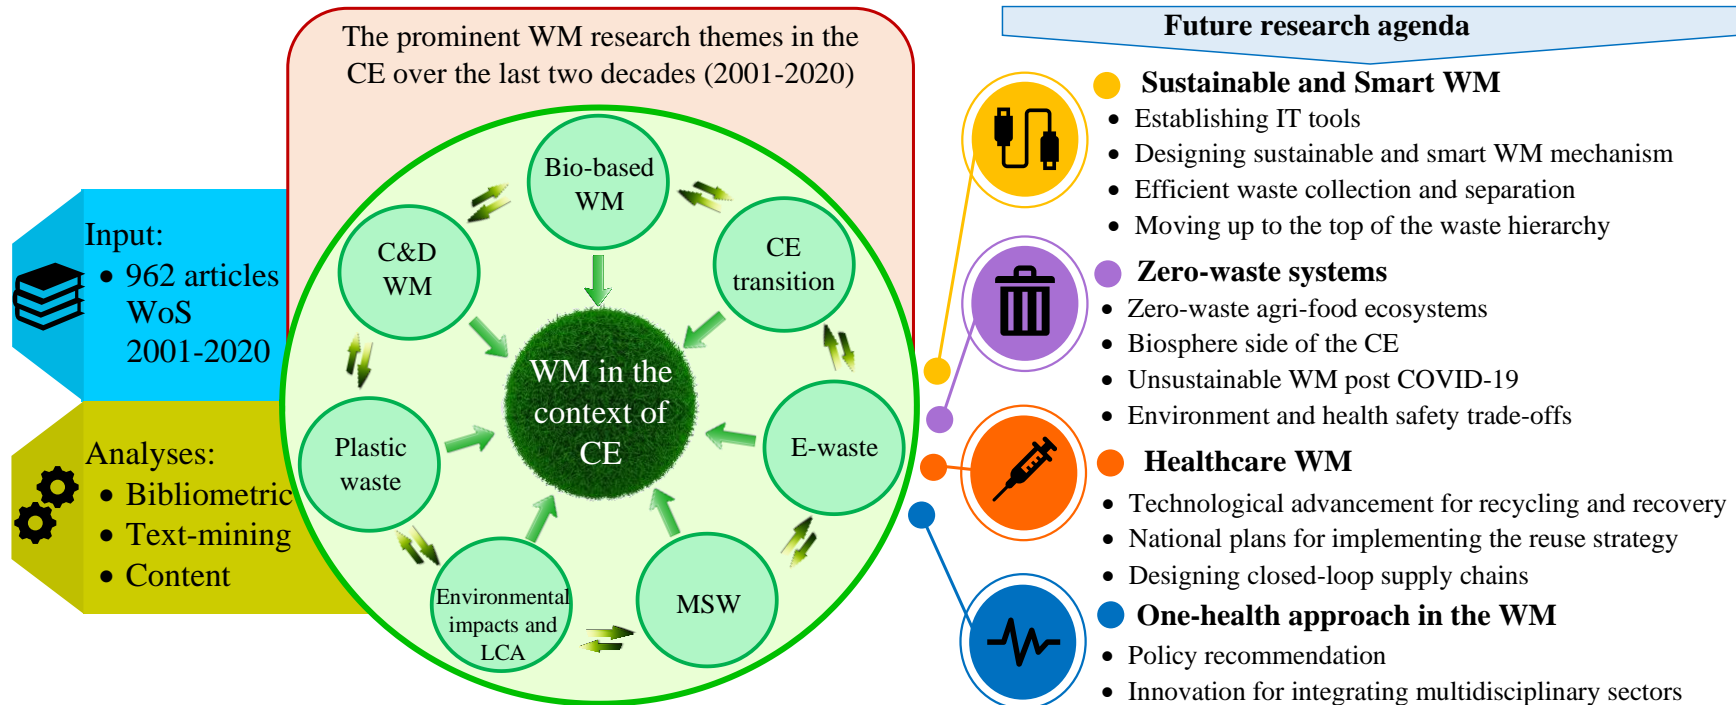 The prominent WM research themes in the
CE over the last two decades (2001-2020)
Input:
• 962 articles
WoS
2001-2020
Analyses:
• Bibliometric
• Text-mining
• Content
Bio-based
WM
CE
transition
E-waste
MSW
Environmental
impacts and
LCA
Plastic
waste
C&D
WM
WM in the
context of
CE
Future research agenda
Sustainable and Smart WM
• Establishing IT tools
• Designing sustainable and smart WM mechanism
• Efficient waste collection and separation
• Moving up to the top of the waste hierarchy
Zero-waste systems
• Zero-waste agri-food ecosystems
• Biosphere side of the CE
• Unsustainable WM post COVID-19
• Environment and health safety trade-offs
Healthcare WM
• Technological advancement for recycling and recovery
• National plans for implementing the reuse strategy
• Designing closed-loop supply chains
One-health approach in the WM
• Policy recommendation
• Innovation for integrating multidisciplinary sectors